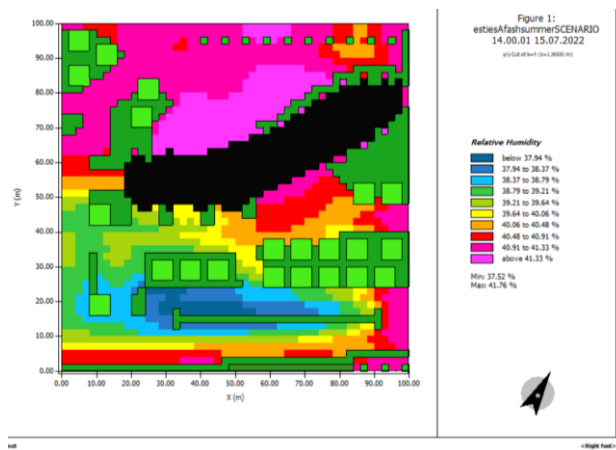 Figure 1:
estiesAfashsummerSCENARIO
14.00.01 15.07.2022
x/y Cut at k=4 (z=1.8000 m)
Relative Humidity
below 37.94 %
37.94 to 38.37 %
38.37 to 38.79 %
38.79 to 39.21 %
39.21 to 39.64 %
39.64 to 40.06 %
40.06 to 40.48 %
40.48 to 40.91 %
40.91 to 41.33 %
above 41.33 %
Min: 37.52 %
Max: 41.76 %
100.00
90.00
80.00
70.00
60.00
50.00
40.00
30.00
20.00
10.00
0.00
Y (m)
0.00 10.00 20.00 30.00 40.00 50.00 60.00 70.00 80.00 90.00 100.00
X (m)
<Right Foot>